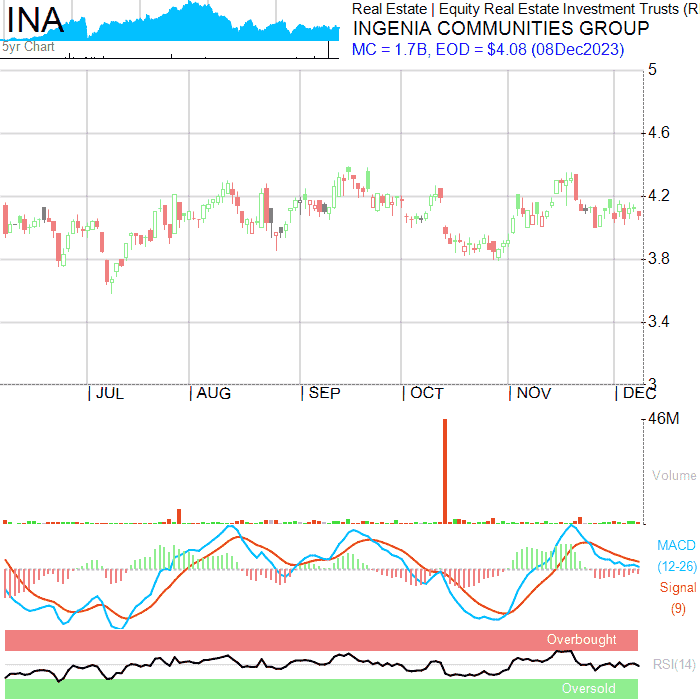 INA
5yr Chart
Real Estate | Equity Real Estate Investment Trusts (R
INGENIA COMMUNITIES GROUP
MC = 1.7B, EOD = $4.08 (08Dec2023)
5
4.6
4.2
3.8
3.4
3
JUL
AUG
SEP
OCT
NOV
DEC
46M
Volume
MACD
(12-26)
Signal
(9)
Overbought
RSI(14)
Oversold